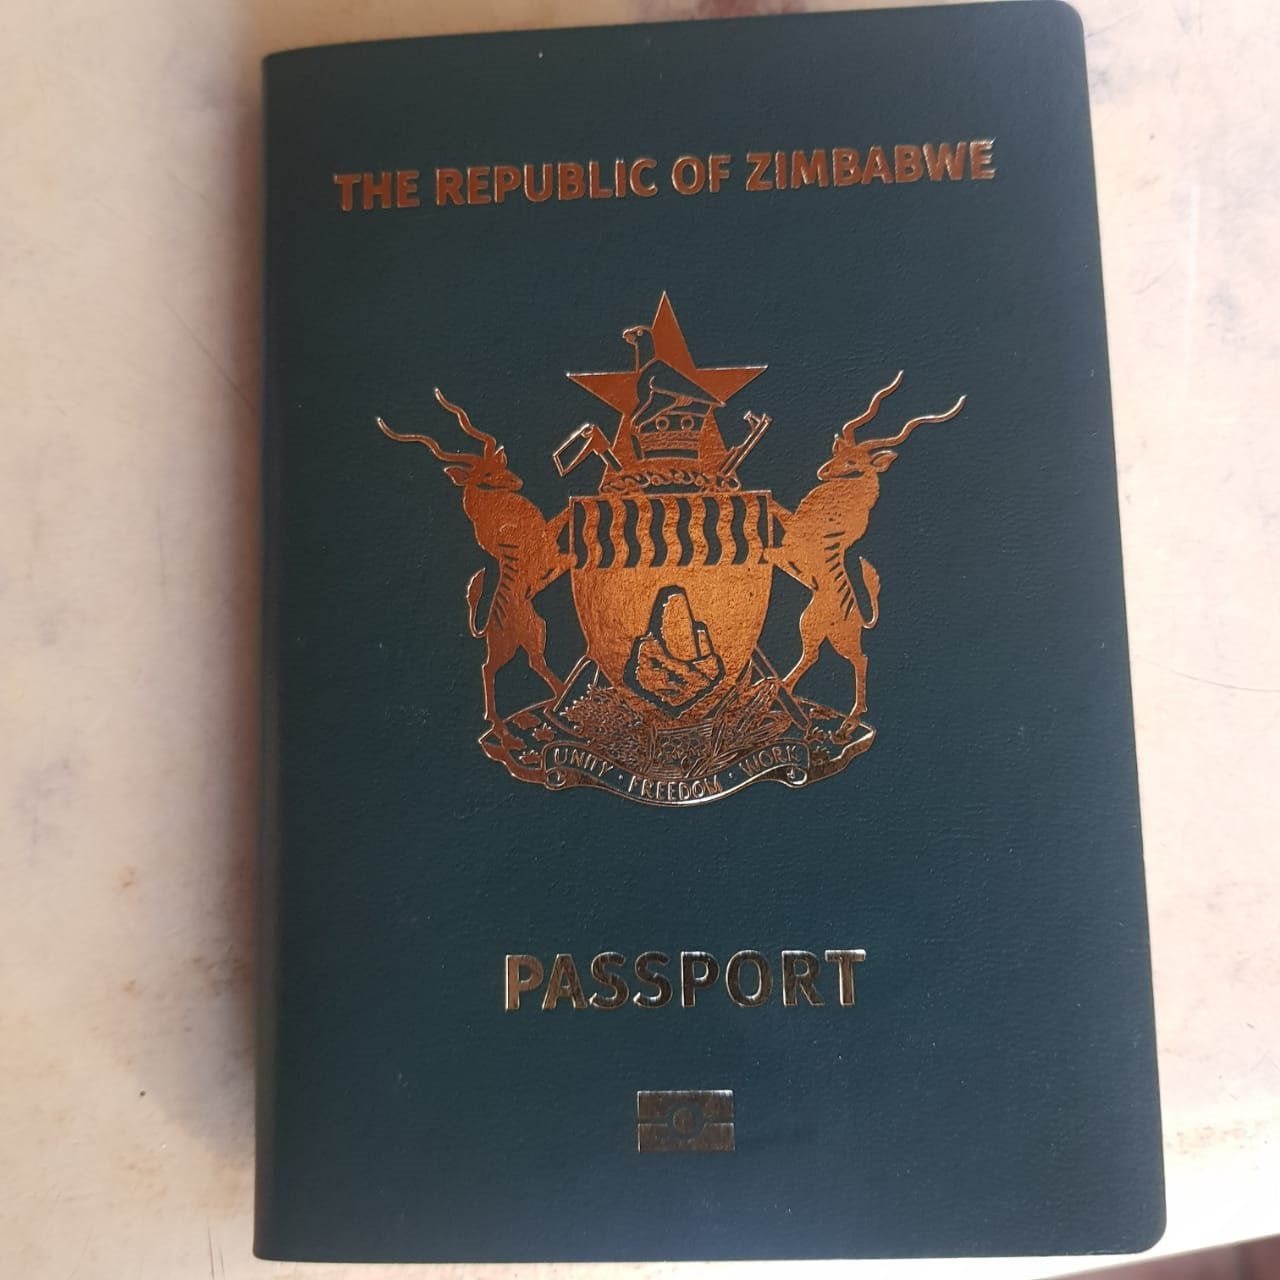 THE REPUBLIC OF ZIMBABWE
UNITY · FREEDOM · WORK
PASSPORT